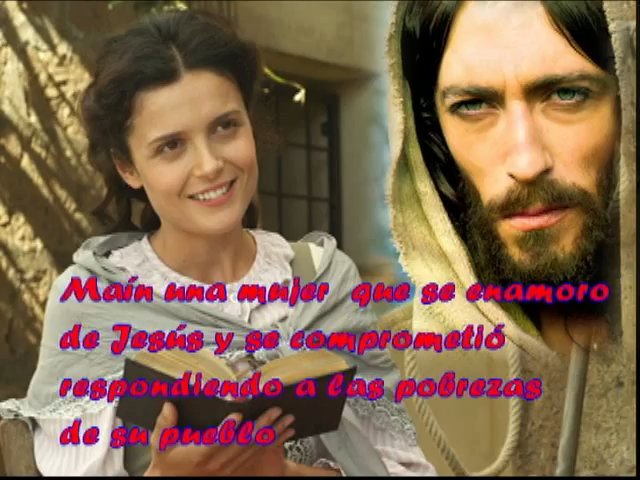 Maín una mujer que se enamoro
de Jesús y se comprometió
respondiendo a las pobrezas
de su pueblo